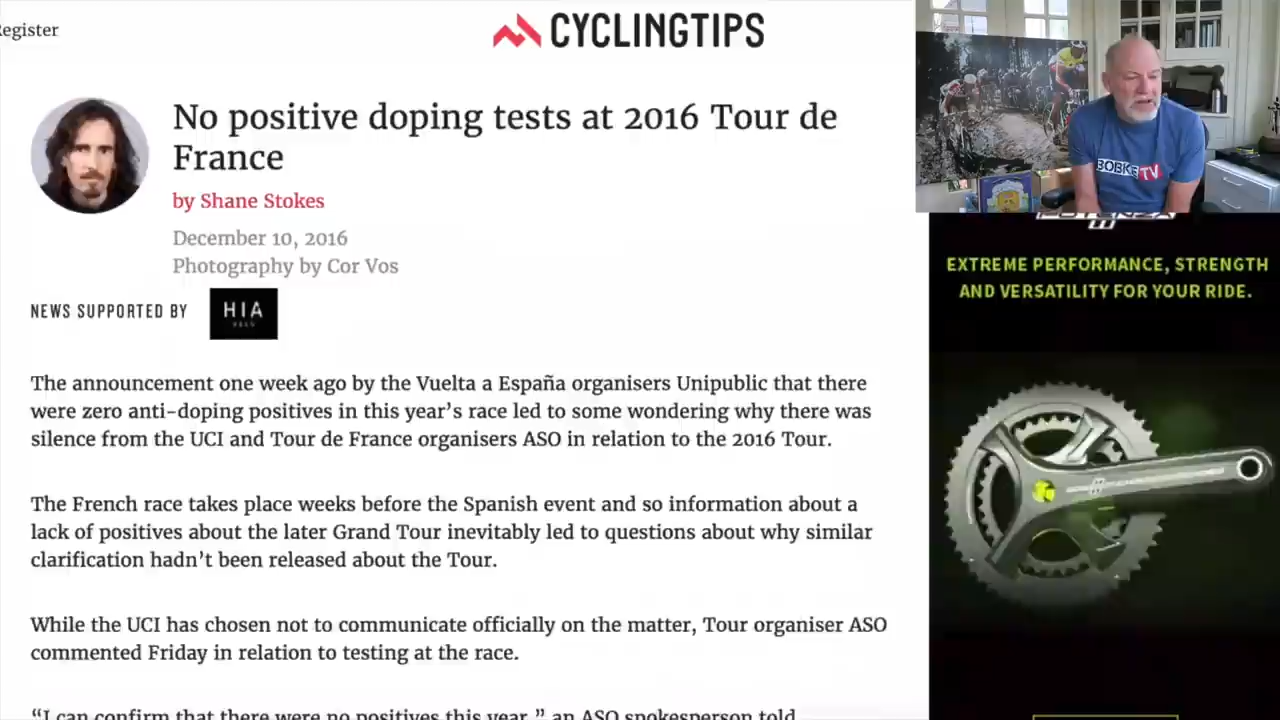 Register
CYCLINGTIPS
No positive doping tests at 2016 Tour de
France
by Shane Stokes
December 10, 2016
Photography by Cor Vos
NEWS SUPPORTED BY
HIA
VELO
The announcement one week ago by the Vuelta a España organisers Unipublic that there
were zero anti-doping positives in this year’s race led to some wondering why there was
silence from the UCI and Tour de France organisers ASO in relation to the 2016 Tour.
The French race takes place weeks before the Spanish event and so information about a
lack of positives about the later Grand Tour inevitably led to questions about why similar
clarification hadn’t been released about the Tour.
While the UCI has chosen not to communicate officially on the matter, Tour organiser ASO
commented Friday in relation to testing at the race.
“I can confirm that there were no positives this year,” an ASO spokesperson told
BOBKE TV
EXTREME PERFORMANCE, STRENGTH
AND VERSATILITY FOR YOUR RIDE.